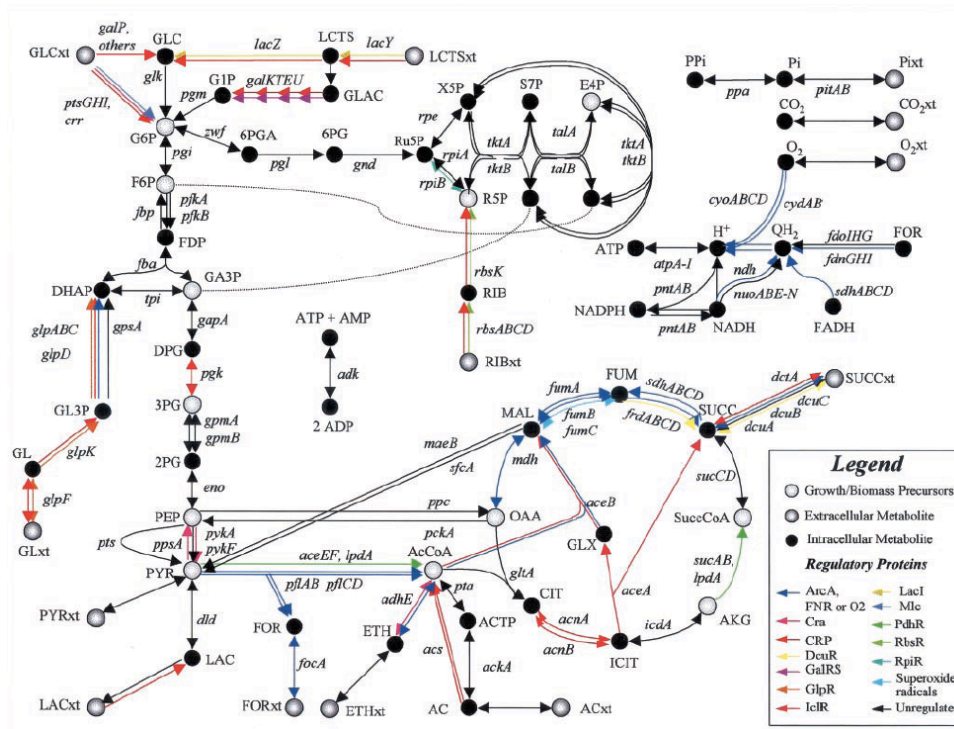 galP,
others
GLCxt
GLC
lacZ
LCTS
lacY
LCTSxt
glk
ptsGHI,
crr
pgm
G1P
galKTEU
GLAC
G6P
zwf
6PGA
pgl
6PG
gnd
Ru5P
rpe
X5P
S7P
E4P
rpiA
rpiB
R5P
tktA
tktB
talA
talB
tktA
tktB
PPi
ppa
Pi
pitAB
Pixt
CO2
CO2xt
O2
O2xt
cyoABCD
cydAB
pgi
F6P
fbp
pjkA
pfkB
FDP
fba
DHAP
tpi
GA3P
glpABC
gipD
gpsA
gapA
DPG
pgk
3PG
gpmA
gpmB
2PG
eno
PEP
GL3P
GL
glpK
glpF
GLxt
ATP + AMP
adk
2 ADP
rbsK
RIB
rbsABCD
RIBxt
ATP
atpA-I
H+
QH2
fdoIHG
fdnGHI
FOR
ndh
pntAB
nuoABE-N
sdhABCD
NADPH
pntAB
NADH
FADH
fumA
FUM
sdhABCD
MAL
fumB
fumC
frdABCD
SUCC
dctA
SUCCxt
dcuC
dcuB
dcuA
maeB
sfcA
mdh
ppc
pckA
OAA
aceB
GLX
sucCD
SuccCoA
sucAB,
lpdA
AKG
pts
ppsA
pykA
pykF
PYR
aceEF, lpdA
AcCoA
pflAB
pflCD
gltA
CIT
acnA
acnB
aceA
icdA
ICIT
PYRxt
dld
LAC
LACxt
FOR
focA
FORxt
adhE
ETH
ETHxt
pta
ACTP
acs
ackA
AC
ACxt
Legend
Growth/Biomass Precursors
Extracellular Metabolite
Intracellular Metabolite
Regulatory Proteins
ArcA,
FNR or O2
Cra
CRP
DcuR
GalRS
GlpR
IclR
LacI
Mlc
PdhR
RbsR
RpiR
Superoxide
radicals
Unregulated